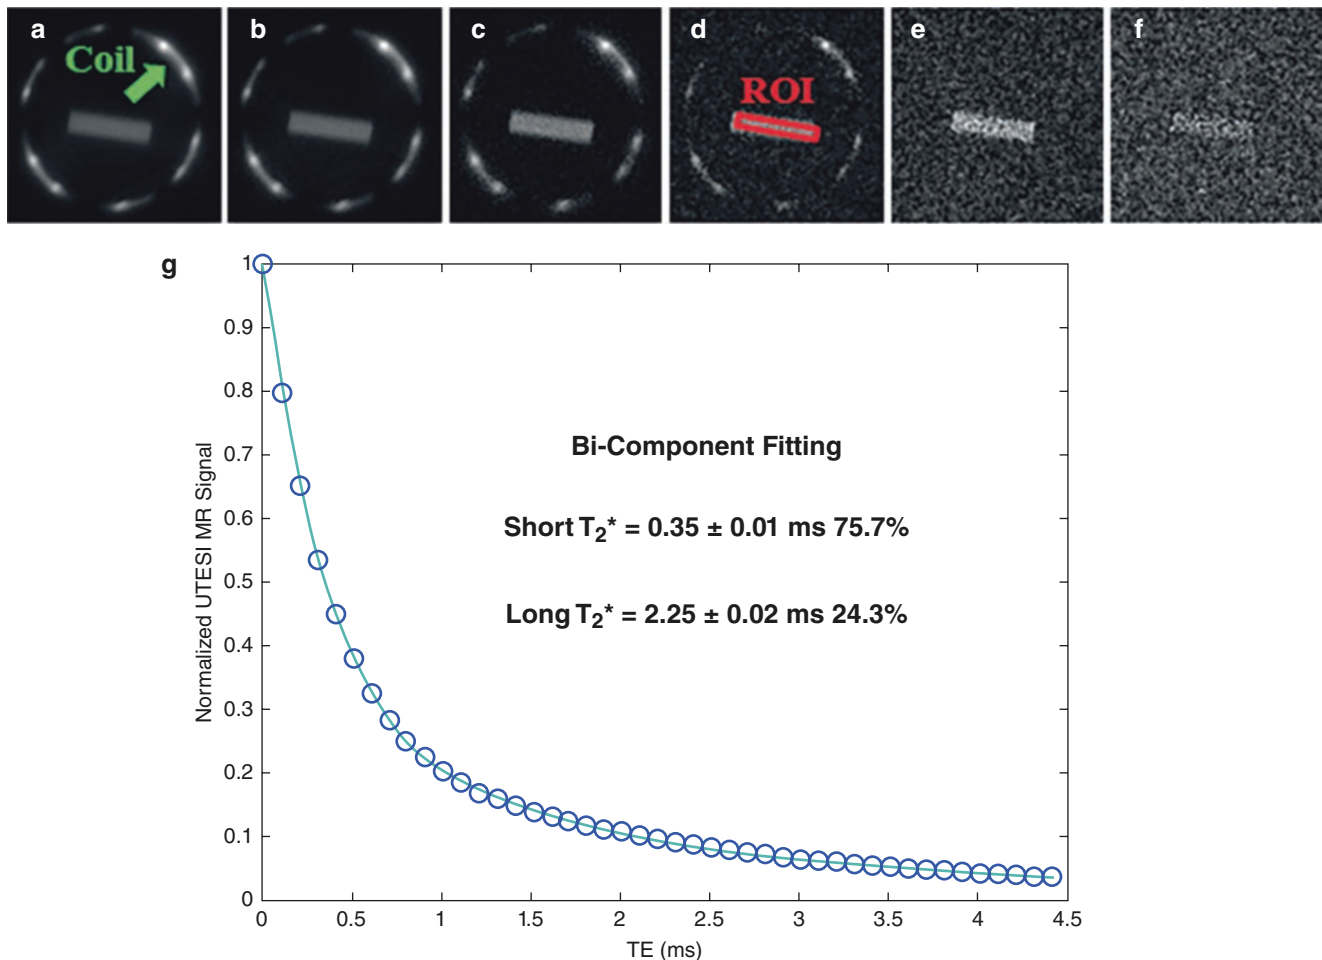 a
b
c
d
e
f
Coil
ROI
g
Normalized UTESI MR Signal
1
0.9
0.8
0.7
0.6
0.5
0.4
0.3
0.2
0.1
0
Bi-Component Fitting
Short T₂* = 0.35 ± 0.01 ms 75.7%
Long T₂* = 2.25 ± 0.02 ms 24.3%
0
0.5
1
1.5
2
2.5
3
3.5
4
4.5
TE (ms)